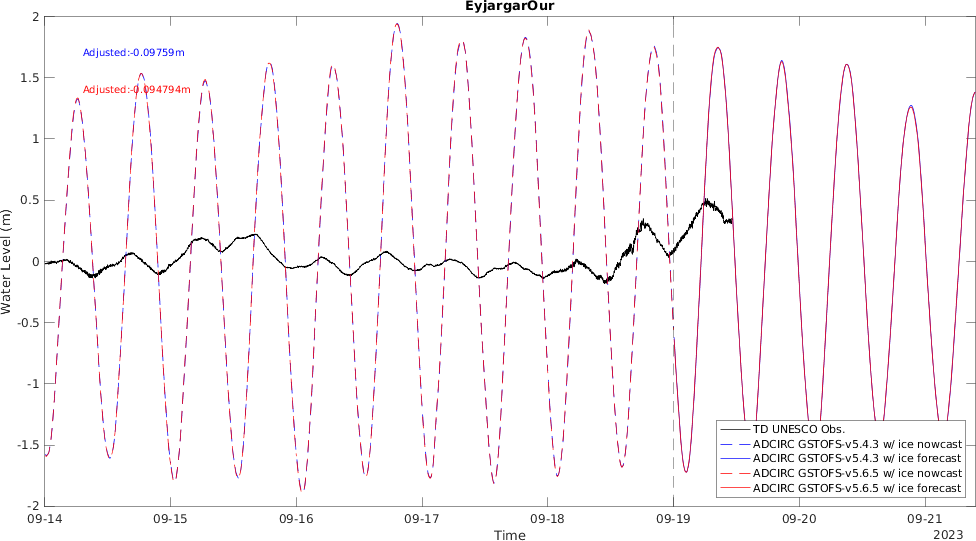 EyjargarOur
Adjusted:-0.09759m
Adjusted:-0.094794m
Water Level (m)
2
1.5
1
0.5
0
-0.5
-1
-1.5
-2
TD UNESCO Obs.
ADCIRC GSTOFS-v5.4.3 w/ ice nowcast
ADCIRC GSTOFS-v5.4.3 w/ ice forecast
ADCIRC GSTOFS-v5.6.5 w/ ice nowcast
ADCIRC GSTOFS-v5.6.5 w/ ice forecast
09-14 09-15 09-16 09-17 09-18 09-19 09-20 09-21
Time
2023